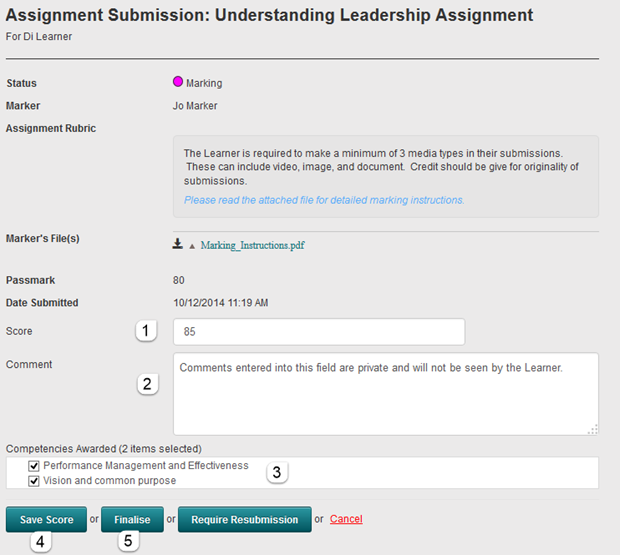 Assignment Submission: Understanding Leadership Assignment
For Di Learner
Status Marking
Marker Jo Marker
Assignment Rubric
The Learner is required to make a minimum of 3 media types in their submissions.
These can include video, image, and document. Credit should be give for originality of
submissions.
Please read the attached file for detailed marking instructions.
Marker's File(s) Marking_Instructions.pdf
Passmark 80
Date Submitted 10/12/2014 11:19 AM
Score 1 85
Comment Comments entered into this field are private and will not be seen by the Learner.
2
Competencies Awarded (2 items selected)
Performance Management and Effectiveness
3
Vision and common purpose
Save Score or Finalise or Require Resubmission or Cancel
4 5